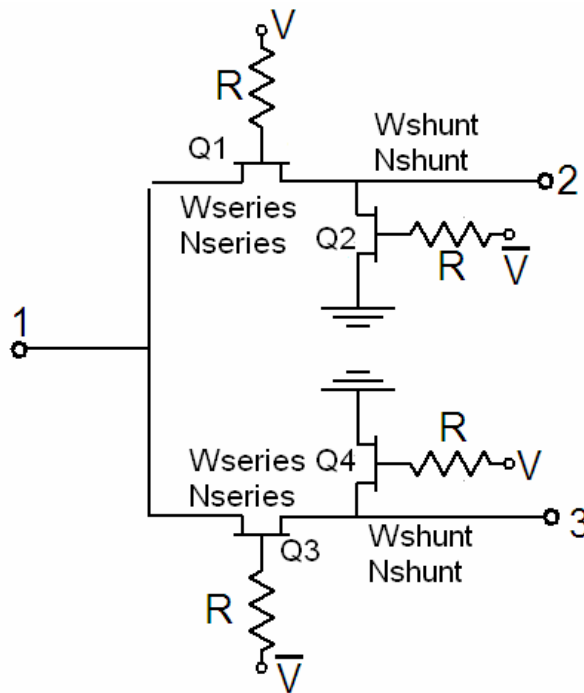 V
R
Q1
Wshunt
Nshunt
2
Wseries
Nseries
Q2
R
V̅
1
Wseries
Nseries
Q4
R
V
3
Q3
Wshunt
Nshunt
R
V̅